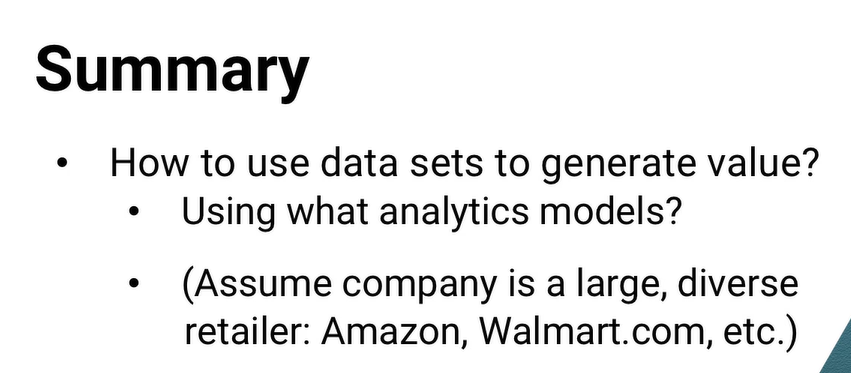 Summary
• How to use data sets to generate value?
• Using what analytics models?
• (Assume company is a large, diverse
retailer: Amazon, Walmart.com, etc.)